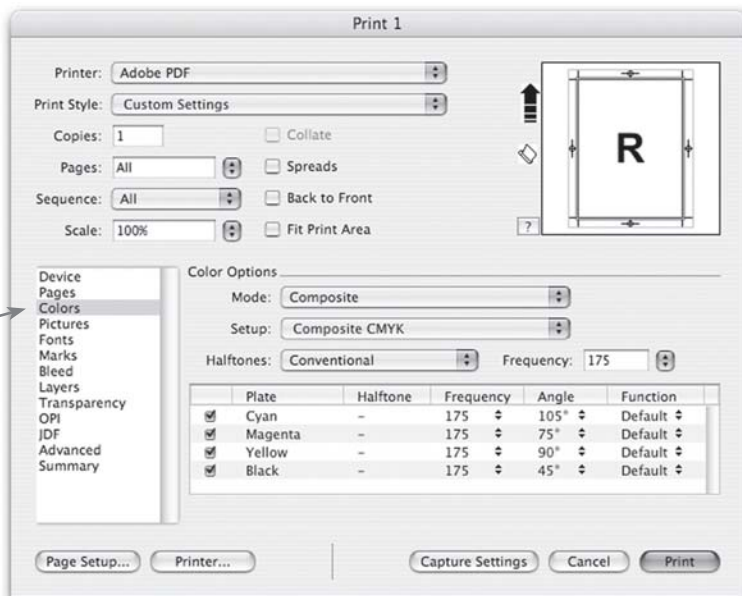 Print 1
Printer: Adobe PDF
Print Style: Custom Settings
Copies: 1 Collate
Pages: All Spreads
Sequence: All Back to Front
Scale: 100% Fit Print Area
R
?
Device
Pages
Colors
Pictures
Fonts
Marks
Bleed
Layers
Transparency
OPI
JDF
Advanced
Summary
Color Options
Mode: Composite
Setup: Composite CMYK
Halftones: Conventional Frequency: 175
Plate Halftone Frequency Angle Function
Cyan – 175 105° Default
Magenta – 175 75° Default
Yellow – 175 90° Default
Black – 175 45° Default
Page Setup... Printer... Capture Settings Cancel Print